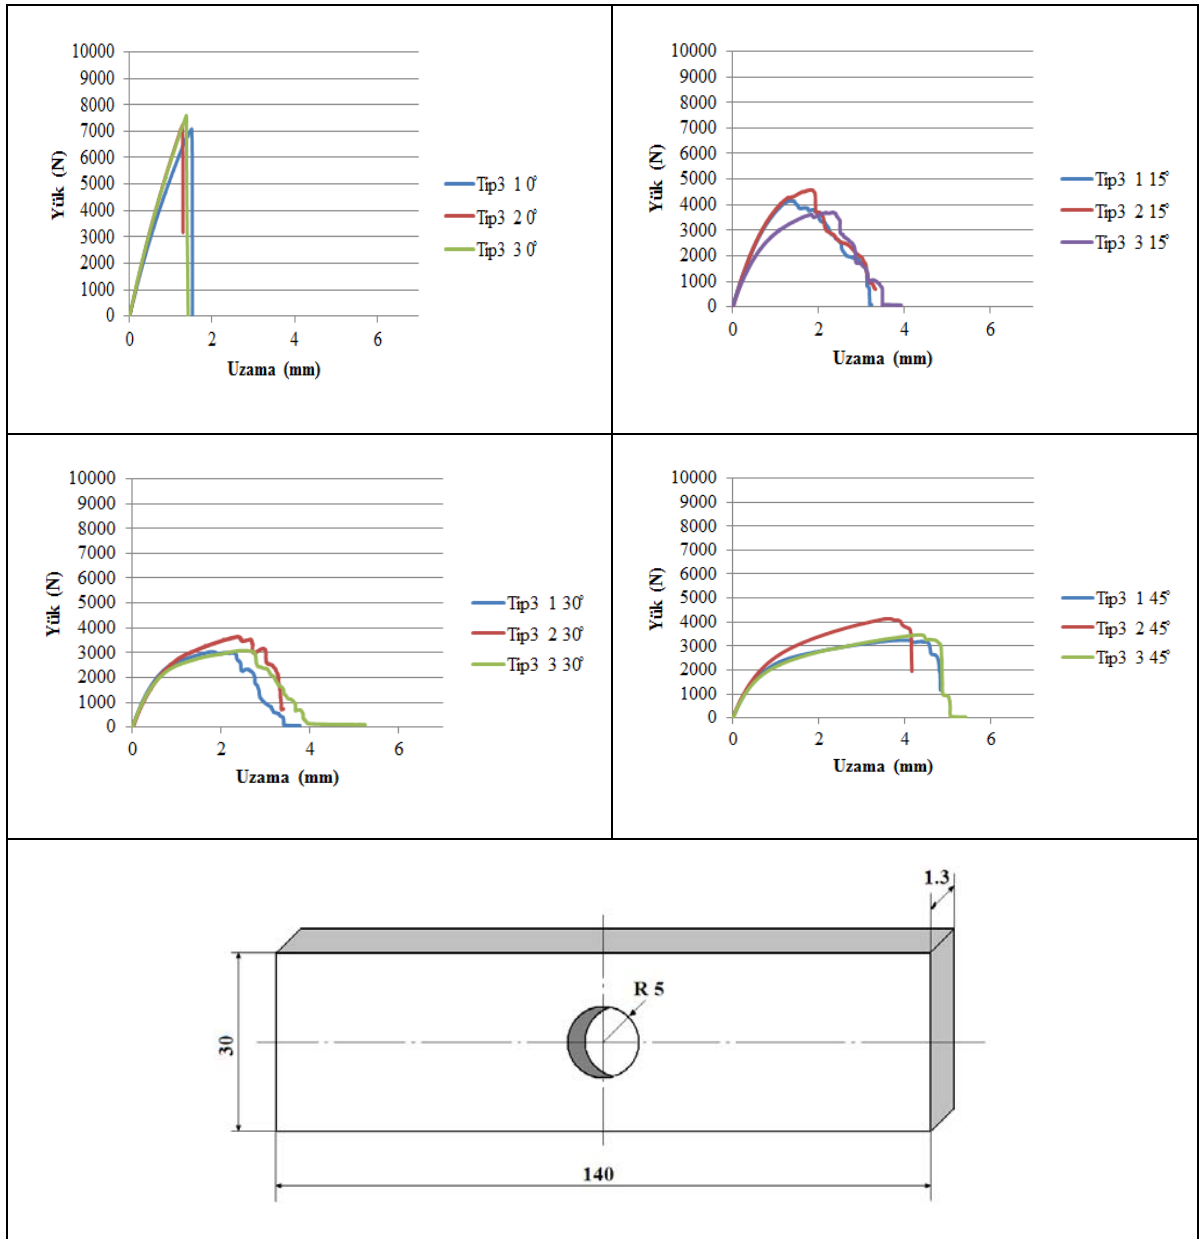 10000
9000
8000
7000
6000
5000
4000
3000
2000
1000
0
Yük (N)
0 2 4 6
Uzama (mm)
Tip3 1 0°
Tip3 2 0°
Tip3 3 0°
10000
9000
8000
7000
6000
5000
4000
3000
2000
1000
0
Yük (N)
0 2 4 6
Uzama (mm)
Tip3 1 15°
Tip3 2 15°
Tip3 3 15°
10000
9000
8000
7000
6000
5000
4000
3000
2000
1000
0
Yük (N)
0 2 4 6
Uzama (mm)
Tip3 1 30°
Tip3 2 30°
Tip3 3 30°
10000
9000
8000
7000
6000
5000
4000
3000
2000
1000
0
Yük (N)
0 2 4 6
Uzama (mm)
Tip3 1 45°
Tip3 2 45°
Tip3 3 45°
1.3
R 5
30
140